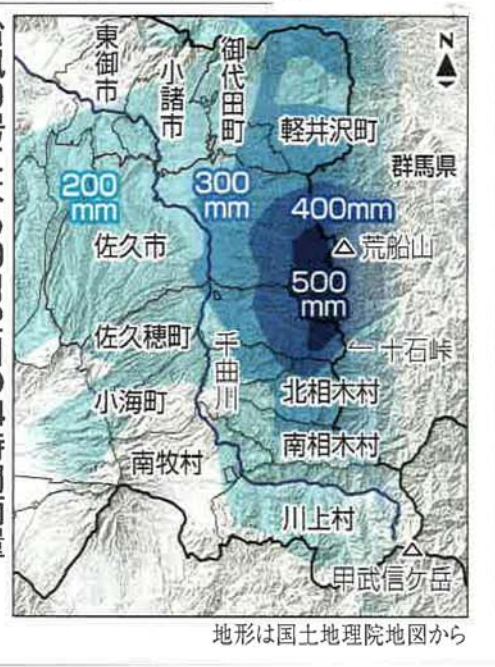 N
東御市
小諸市
御代田町
軽井沢町
群馬県
200
mm
300
mm
400mm
佐久市
荒船山
500
mm
佐久穂町
千曲川
←十石峠
小海町
北相木村
南相木村
南牧村
川上村
甲武信ケ岳
地形は国土地理院地図から